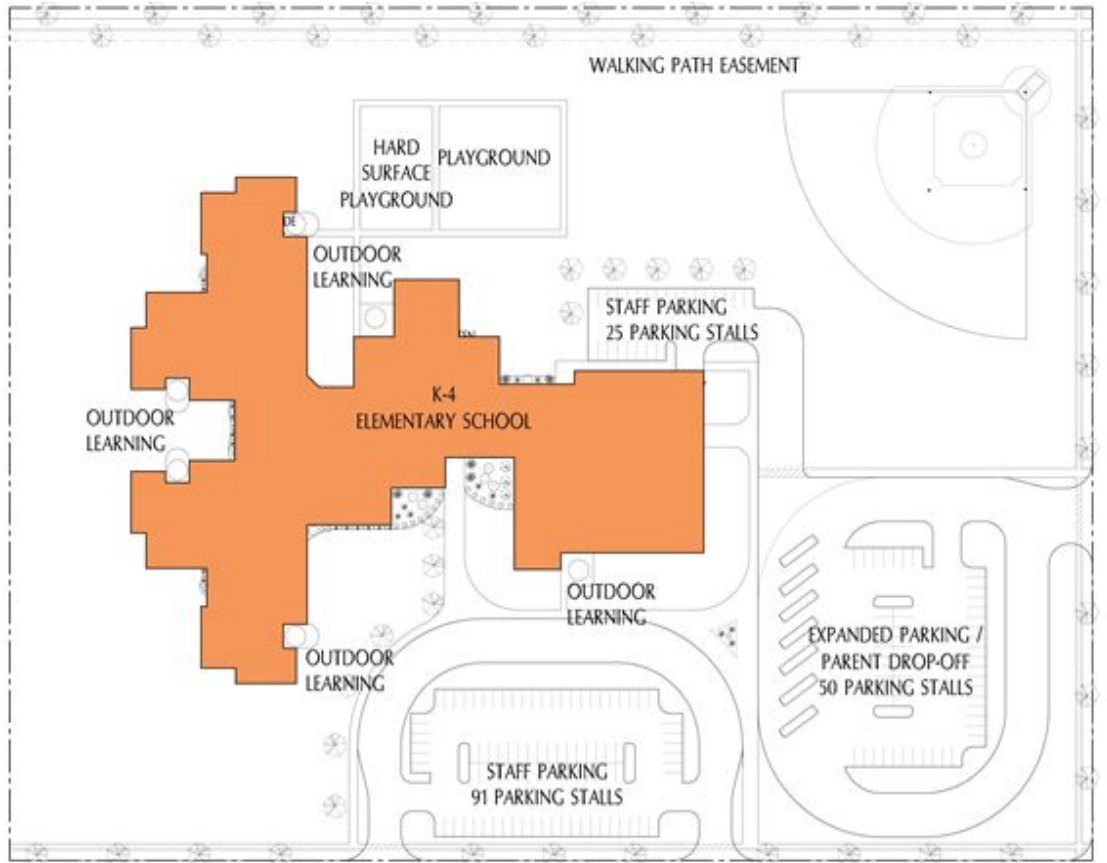 WALKING PATH EASEMENT
HARD
SURFACE
PLAYGROUND
PLAYGROUND
DE
OUTDOOR
LEARNING
STAFF PARKING
25 PARKING STALLS
K-4
ELEMENTARY SCHOOL
OUTDOOR
LEARNING
OUTDOOR
LEARNING
OUTDOOR
LEARNING
EXPANDED PARKING /
PARENT DROP-OFF
50 PARKING STALLS
STAFF PARKING
91 PARKING STALLS